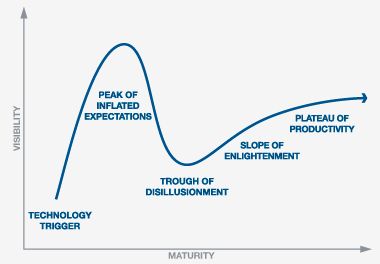 PEAK OF
INFLATED
EXPECTATIONS
PLATEAU OF
PRODUCTIVITY
SLOPE OF
ENLIGHTENMENT
TROUGH OF
DISILLUSIONMENT
TECHNOLOGY
TRIGGER
VISIBILITY
MATURITY